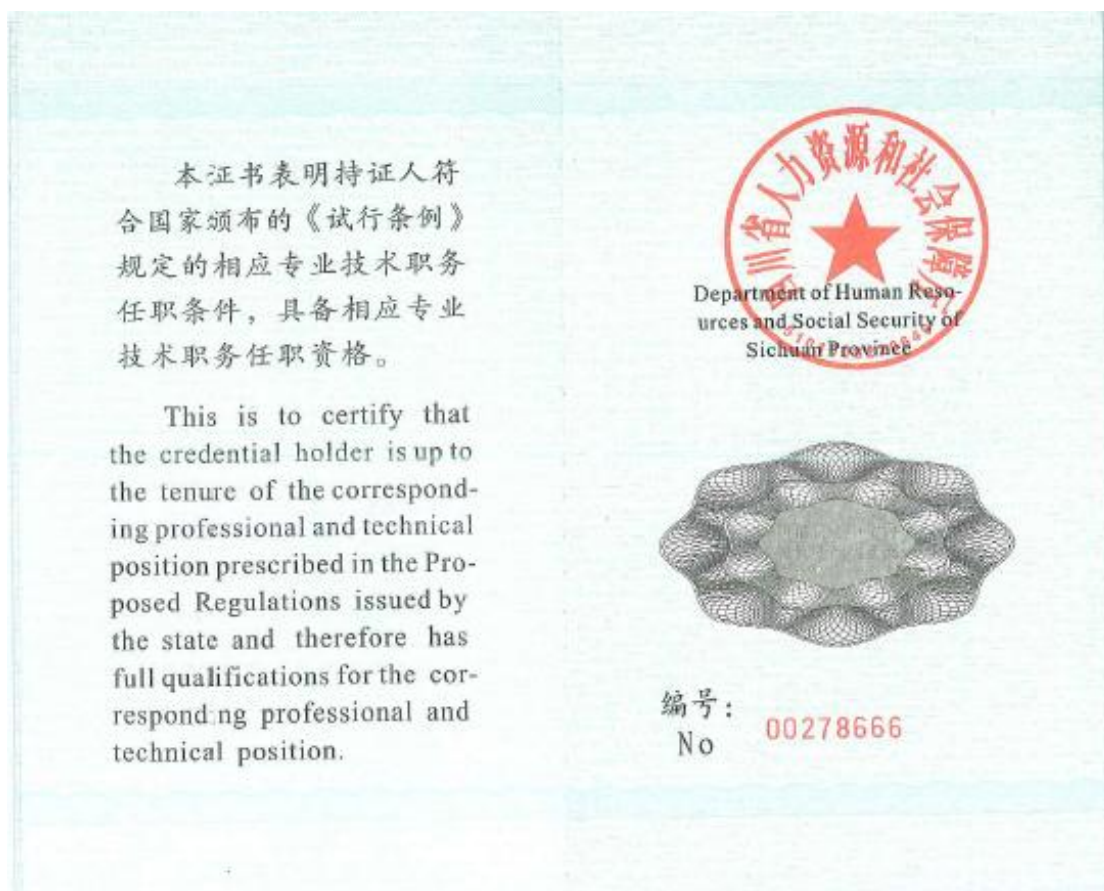 本证书表明持证人符
合国家颁布的《试行条例》
规定的相应专业技术职务
任职条件，具备相应专业
技术职务任职资格。
This is to certify that
the credential holder is up to
the tenure of the correspond-
ing professional and technical
position prescribed in the Pro-
posed Regulations issued by
the state and therefore has
full qualifications for the cor-
responding professional and
technical position.
四川省人力资源和社会保障厅
Department of Human Reso-
urces and Social Security of
Sichuan Province
编号：
No
00278666